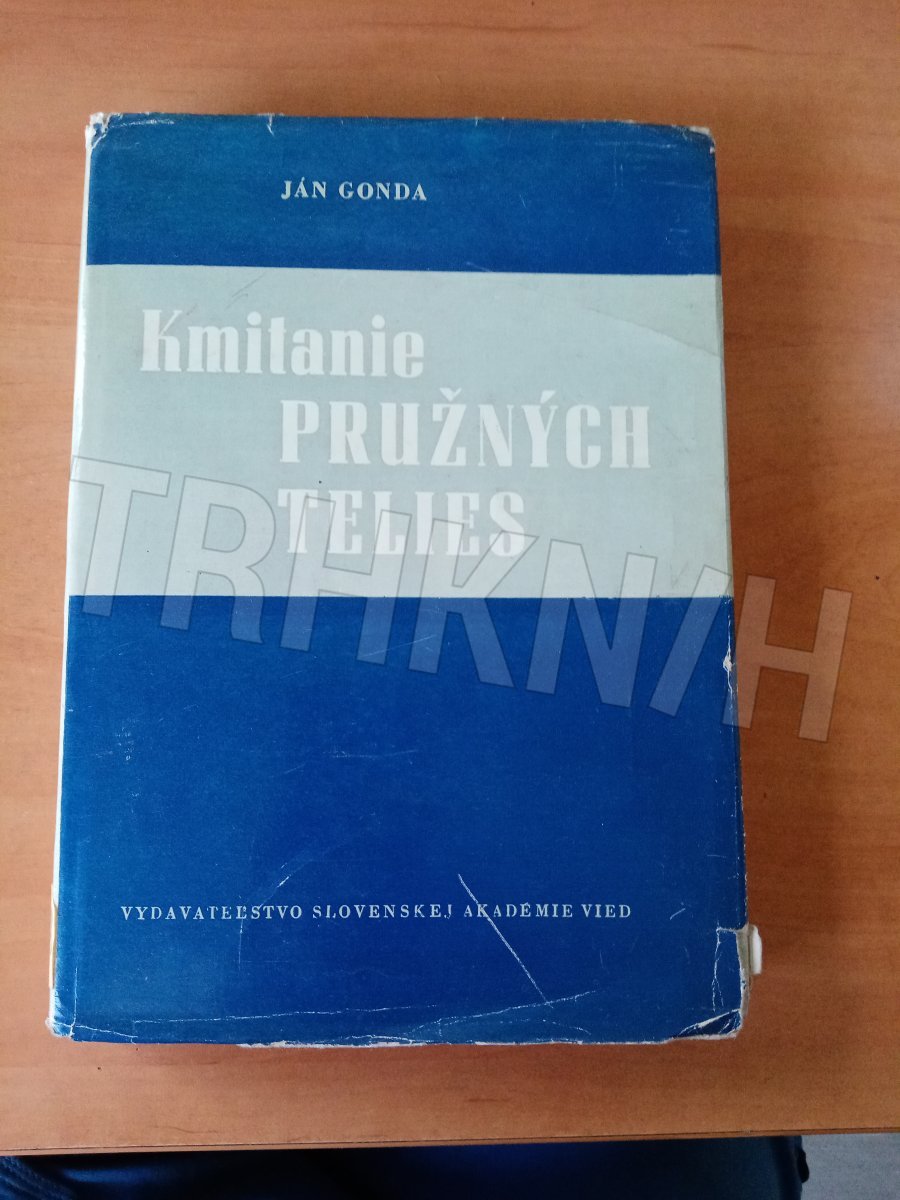 JÁN GONDA
Kmitanie
PRUŽNÝCH
TELIES
TRHKNIH
VYDAVATEĽSTVO SLOVENSKEJ AKADÉMIE VIED